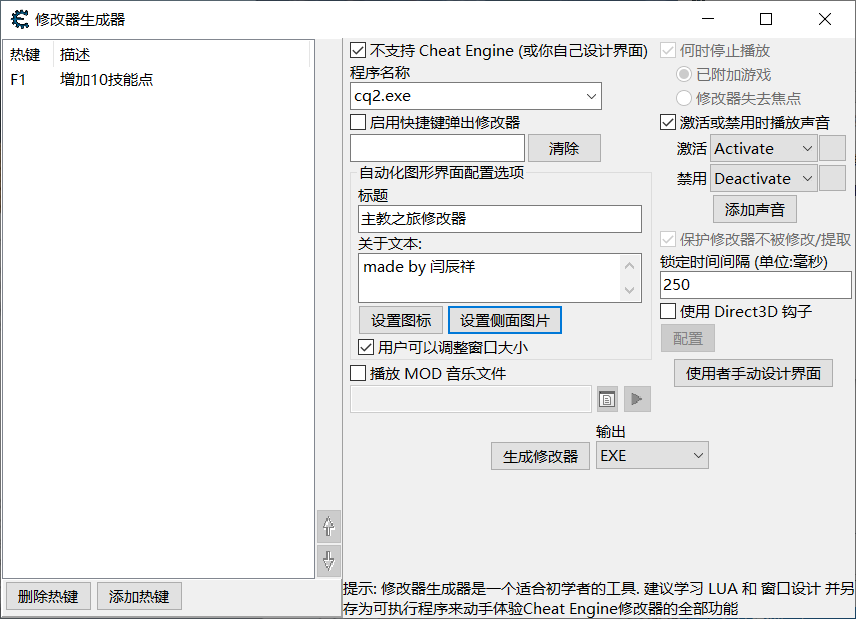 修改器生成器
热键 描述
F1 增加10技能点
删除热键 添加热键
不支持 Cheat Engine (或你自己设计界面)
程序名称
cq2.exe
启用快捷键弹出修改器
清除
自动化图形界面配置选项
标题
主教之旅修改器
关于文本:
made by 闫辰祥
设置图标 设置侧面图片
用户可以调整窗口大小
播放 MOD 音乐文件
输出
生成修改器 EXE
何时停止播放
已附加游戏
修改器失去焦点
激活或禁用时播放声音
激活 Activate
禁用 Deactivate
添加声音
保护修改器不被修改/提取
锁定时间间隔 (单位:毫秒)
250
使用 Direct3D 钩子
配置
使用者手动设计界面
提示: 修改器生成器是一个适合初学者的工具. 建议学习 LUA 和 窗口设计 并另
存为可执行程序来动手体验Cheat Engine修改器的全部功能